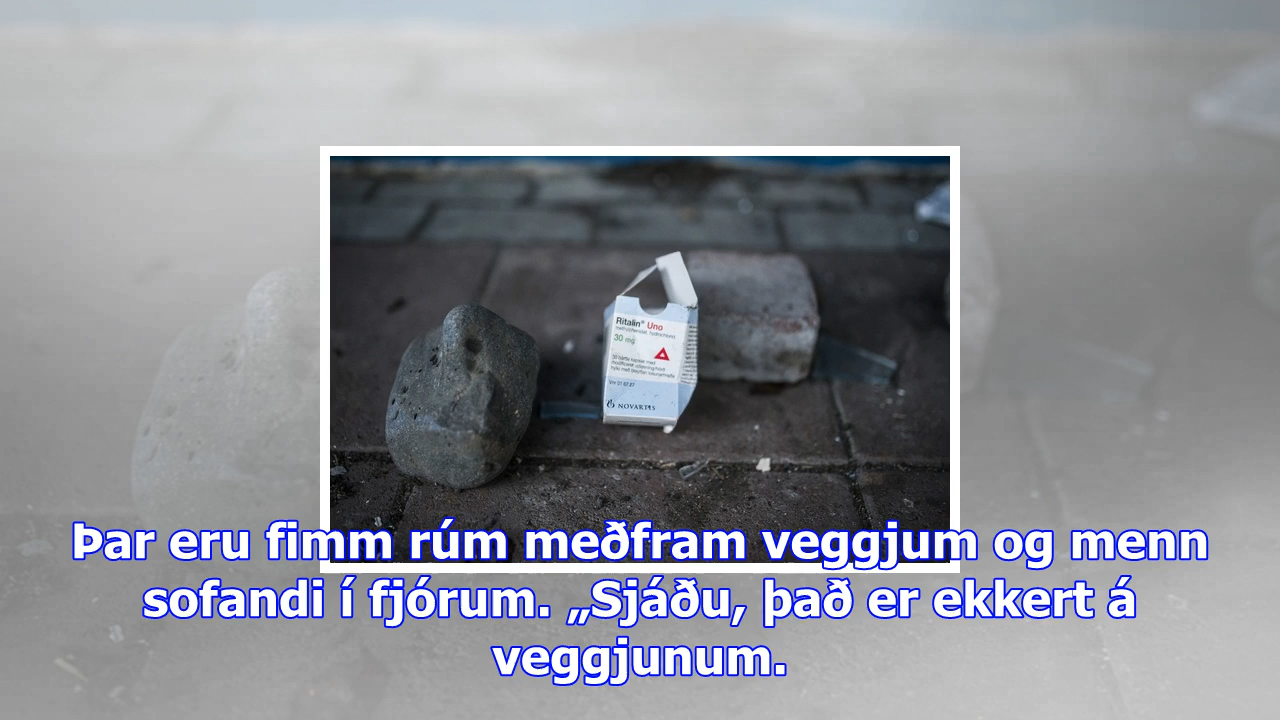 Ritalin® Uno
30 mg
NOVARTIS
Þar eru fimm rúm meðfram veggjum og menn
sofandi í fjórum. „Sjáðu, það er ekkert á
veggjunum.